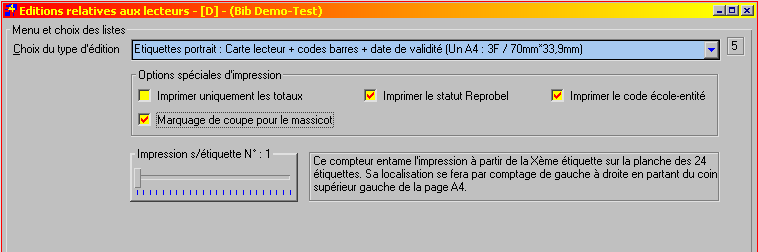 Editions relatives aux lecteurs - [D] - (Bib Demo-Test)
Menu et choix des listes
Choix du type d'édition
Etiquettes portrait : Carte lecteur + codes barres + date de validité (Un A4 : 3F / 70mm*33,9mm)
5
Options spéciales d'impression
Imprimer uniquement les totaux
Imprimer le statut Reprobel
Imprimer le code école-entité
Marquage de coupe pour le massicot
Impression s/étiquette N° : 1
Ce compteur entame l'impression à partir de la Xème étiquette sur la planche des 24
étiquettes. Sa localisation se fera par comptage de gauche à droite en partant du coin
supérieur gauche de la page A4.